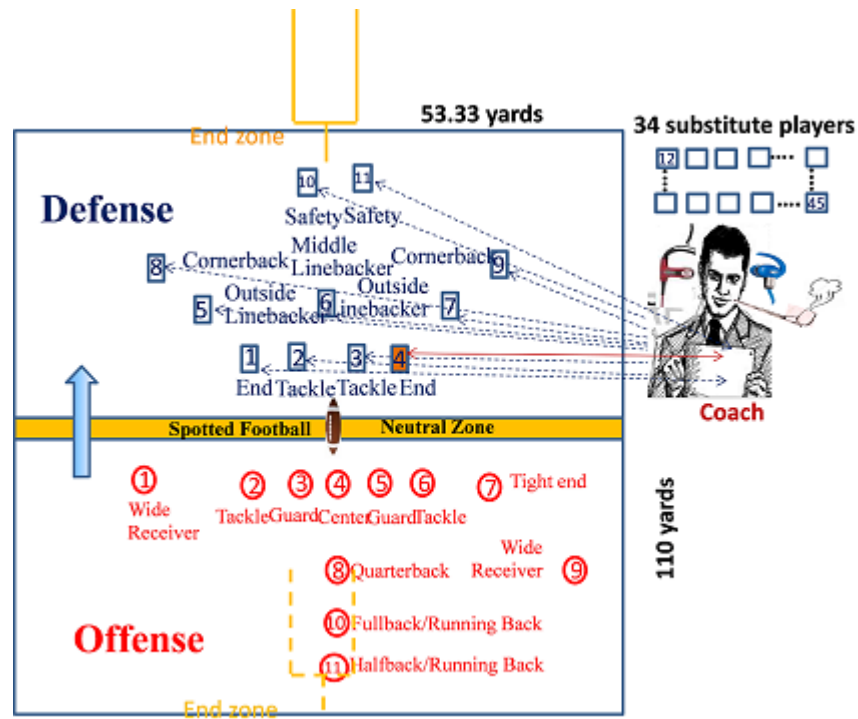 53.33 yards
End zone
34 substitute players
12
45
10
11
Safety Safety
Defense
8
Cornerback
Middle
Linebacker
Cornerback
9
5
Outside
Linebacker
6
Outside
Linebacker
7
1
2
3
4
End Tackle Tackle End
Coach
Spotted Football
Neutral Zone
1
2
3
4
5
6
7
Tight end
Wide
Receiver
Tackle Guard Center Guard Tackle
110 yards
8
Quarterback
Wide
Receiver
9
10
Fullback/Running Back
Offense
11
Halfback/Running Back
End zone